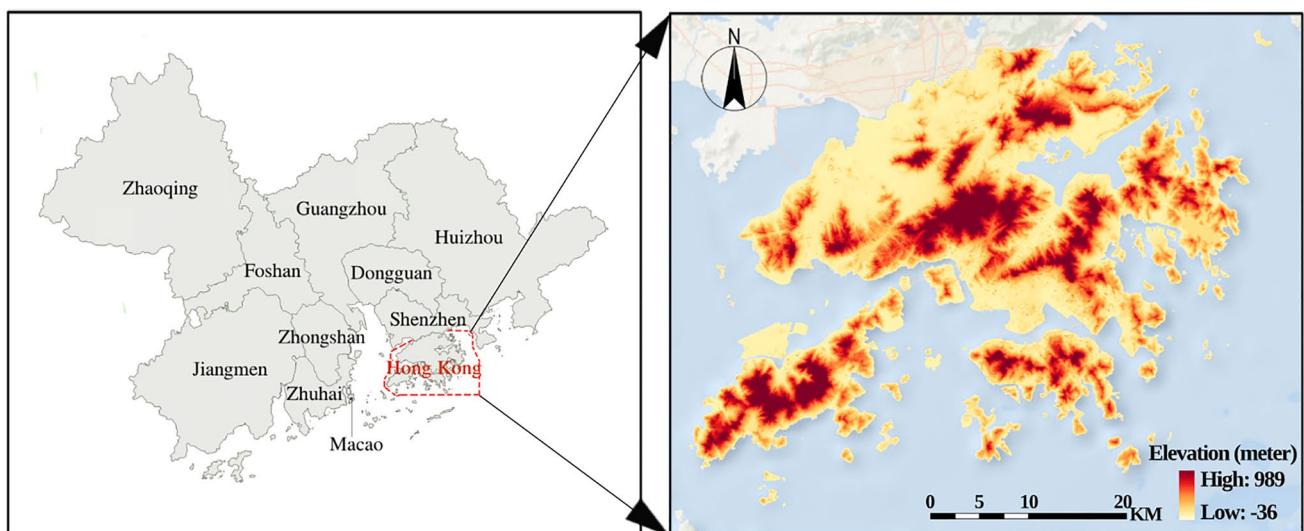 Zhaoqing
Guangzhou
Huizhou
Foshan
Dongguan
Shenzhen
Zhongshan
Jiangmen
Hong Kong
Zhuhai
Macao
N
Elevation (meter)
High: 989
Low: -36
0 5 10 20
KM